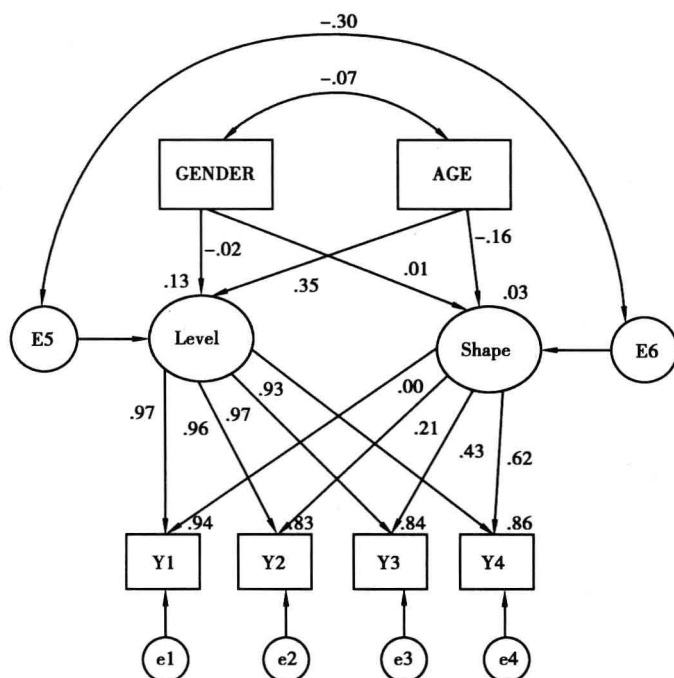 -.30
-.07
GENDER
AGE
-.02
-.16
.13
.35
.01
.03
E5
Level
Shape
E6
.97
.96
.97
.93
.00
.21
.43
.62
.94
.83
.84
.86
Y1
Y2
Y3
Y4
e1
e2
e3
e4